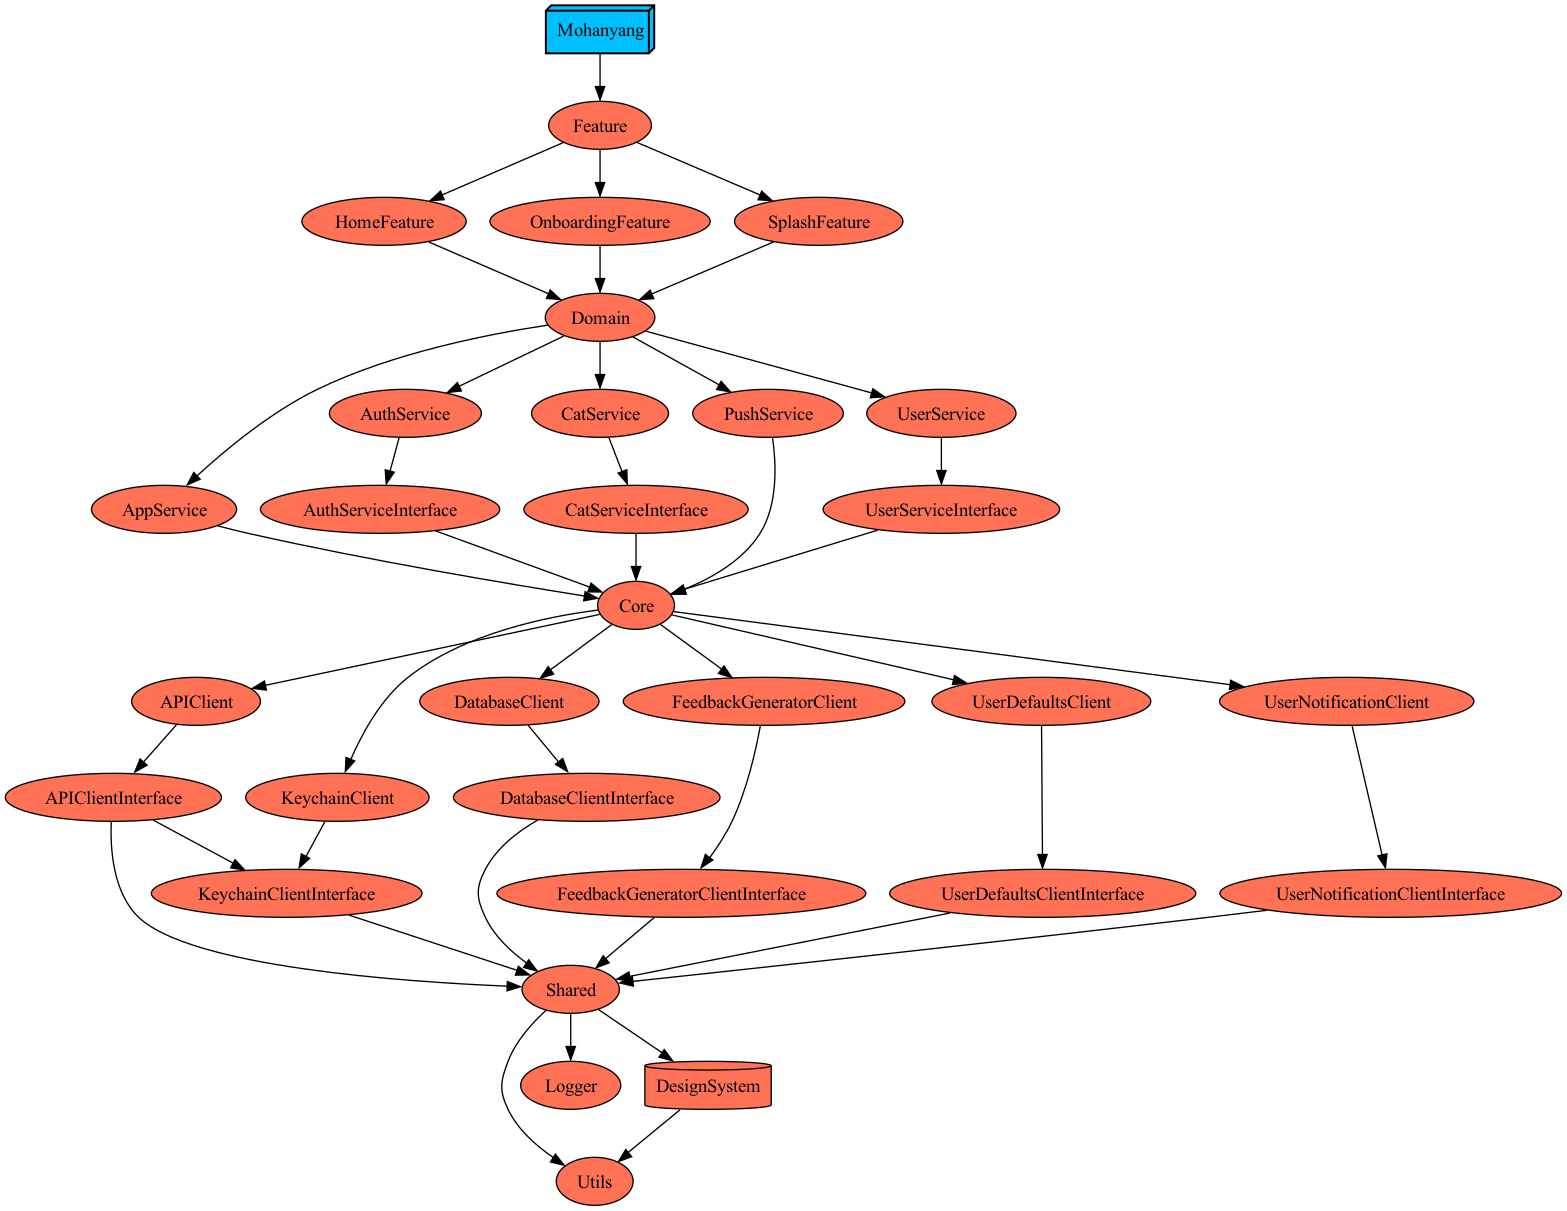 Mohanyang
Feature
HomeFeature
OnboardingFeature
SplashFeature
Domain
AuthService
CatService
PushService
UserService
AppService
AuthServiceInterface
CatServiceInterface
UserServiceInterface
Core
APIClient
DatabaseClient
FeedbackGeneratorClient
UserDefaultsClient
UserNotificationClient
APIClientInterface
KeychainClient
DatabaseClientInterface
KeychainClientInterface
FeedbackGeneratorClientInterface
UserDefaultsClientInterface
UserNotificationClientInterface
Shared
Logger
DesignSystem
Utils